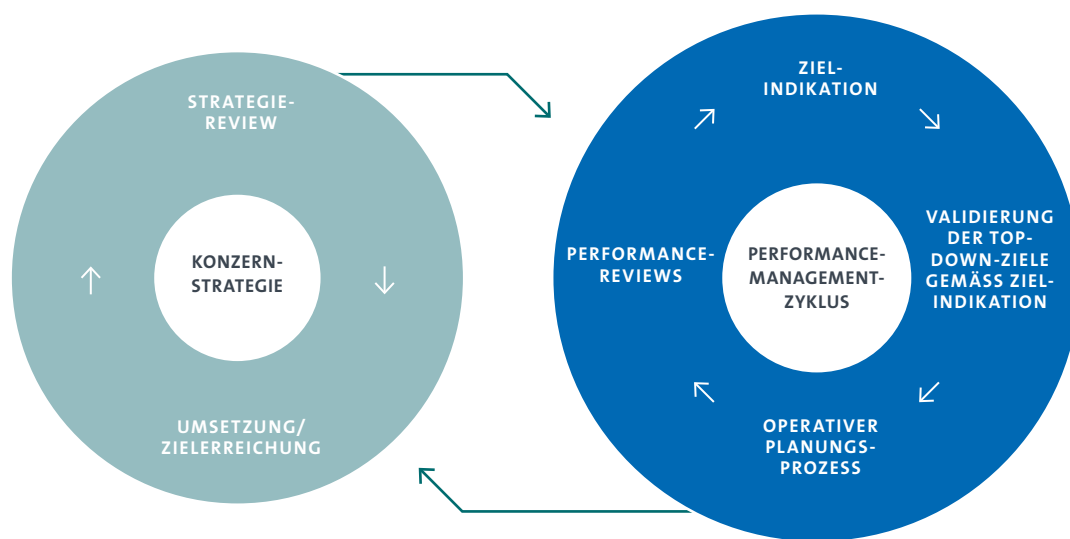 STRATEGIE-
REVIEW
KONZERN-
STRATEGIE
UMSETZUNG/
ZIELERREICHUNG
ZIEL-
INDIKATION
VALIDIERUNG
DER TOP-
DOWN-ZIELE
GEMÄSS ZIEL-
INDIKATION
PERFORMANCE-
REVIEWS
PERFORMANCE-
MANAGEMENT-
ZYKLUS
OPERATIVER
PLANUNGS-
PROZESS